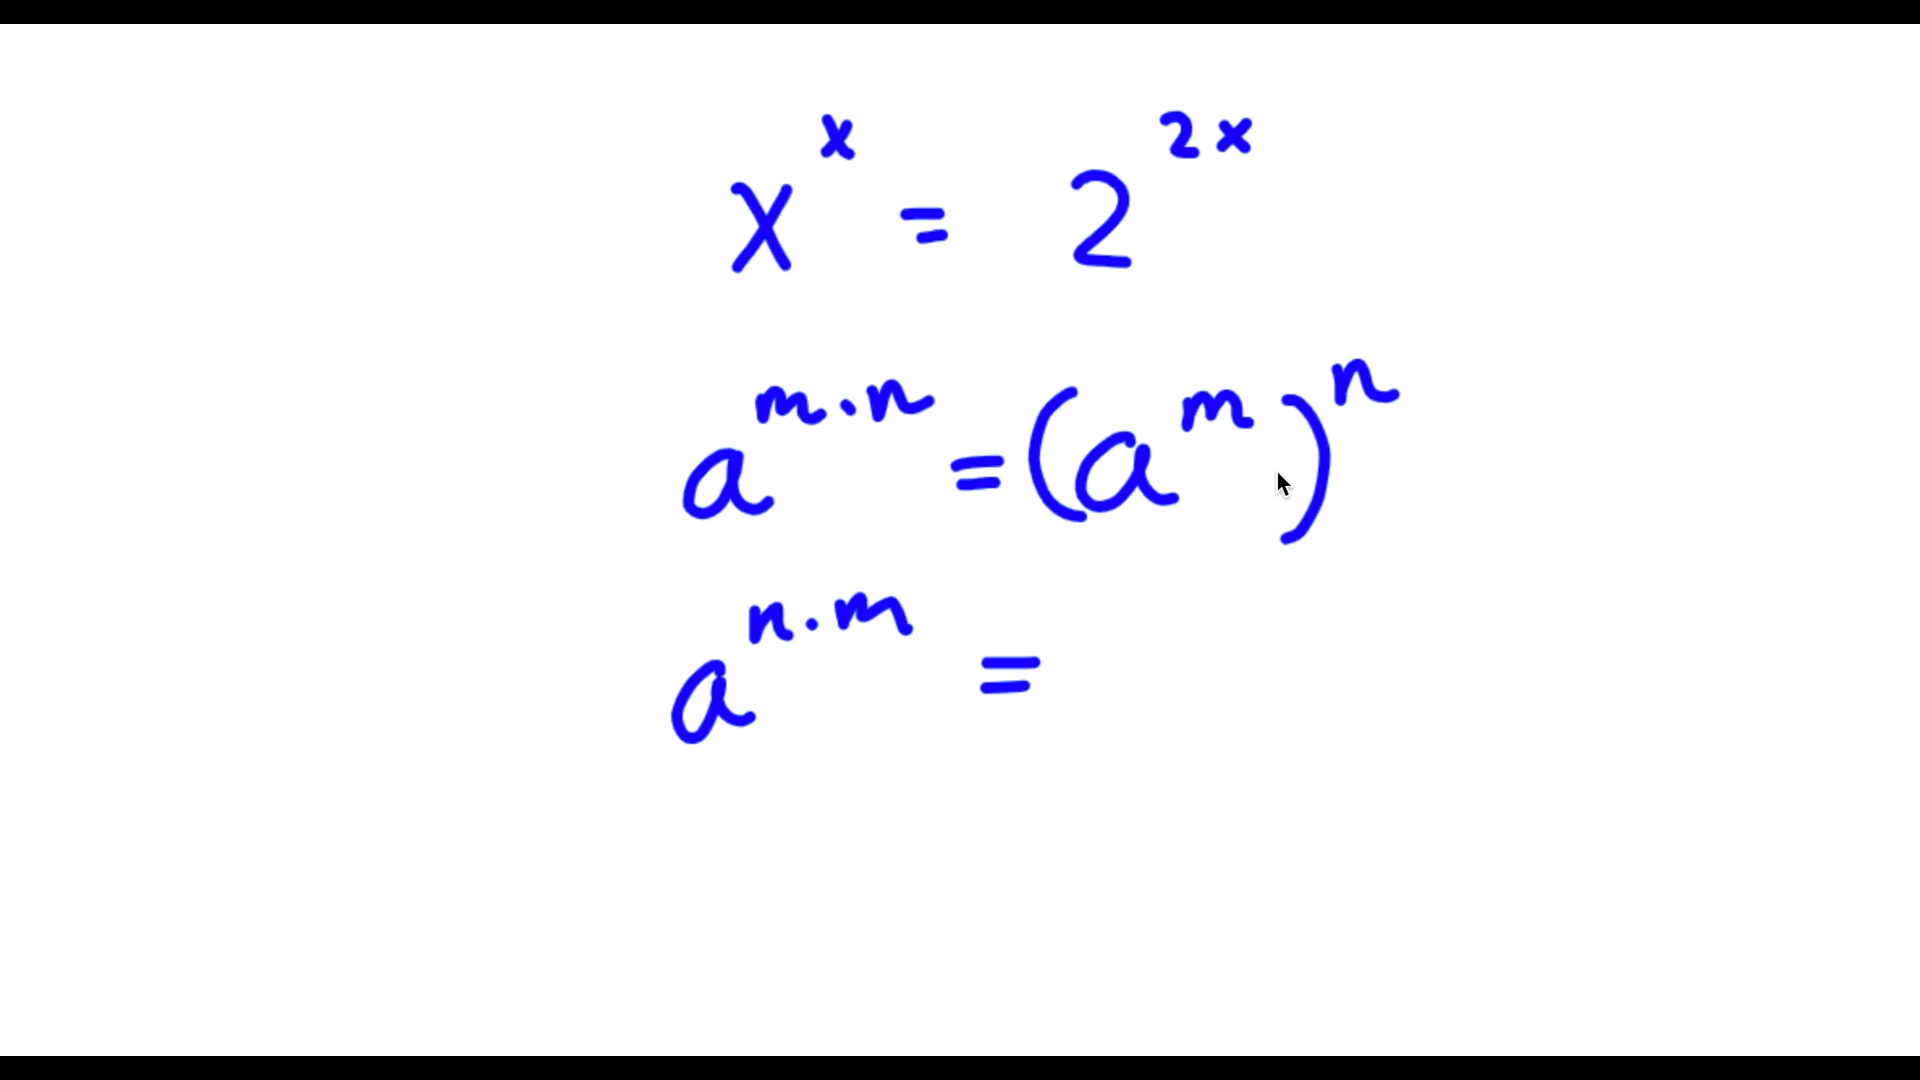 x^x = 2^{2x}
a^{m·n} = (a^m)^n
a^{n·m} =